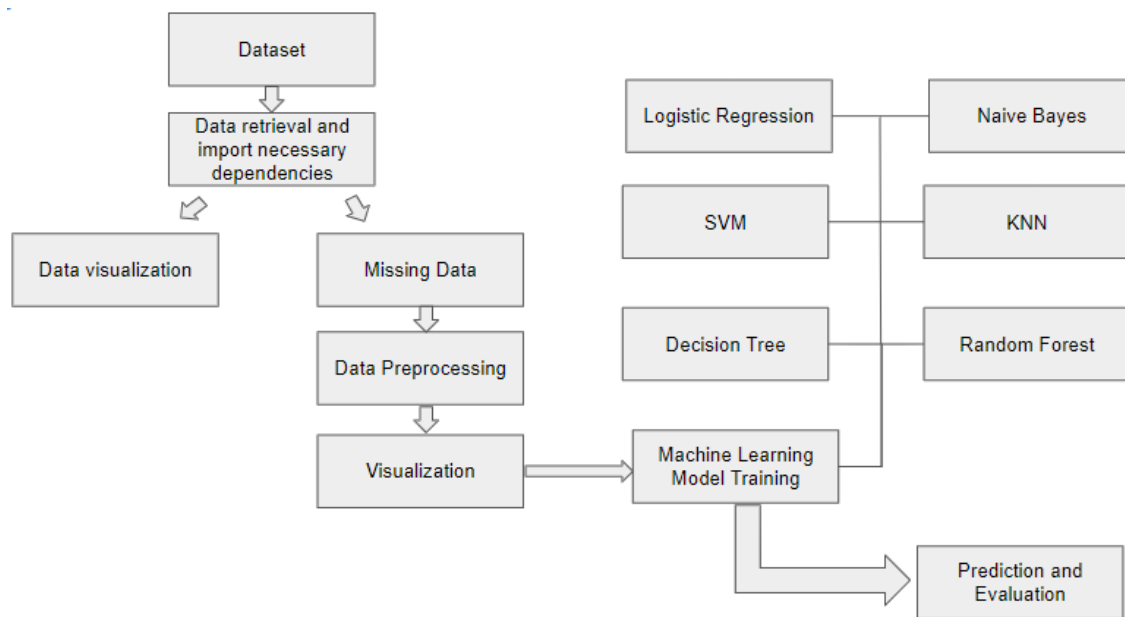 Dataset
Data retrieval and
import necessary
dependencies
Data visualization
Missing Data
Data Preprocessing
Visualization
Logistic Regression
Naive Bayes
SVM
KNN
Decision Tree
Random Forest
Machine Learning
Model Training
Prediction and
Evaluation